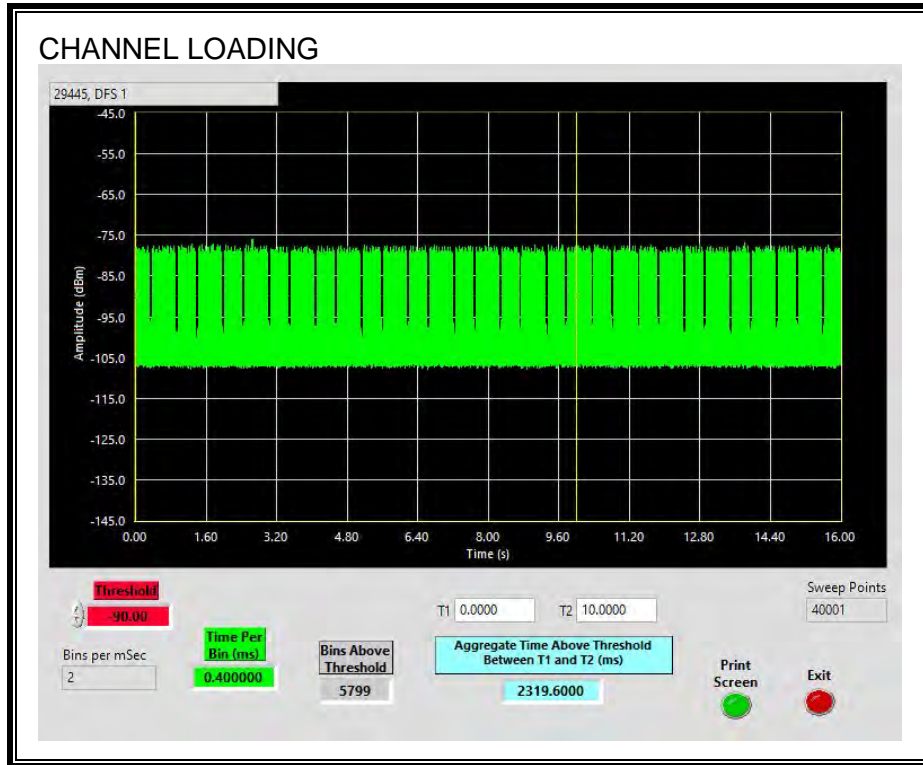 CHANNEL LOADING
29445, DFS 1
-45.0
-55.0
-65.0
-75.0
-85.0
-95.0
-105.0
-115.0
-125.0
-135.0
-145.0
Amplitude (dBm)
0.00 1.60 3.20 4.80 6.40 8.00 9.60 11.20 12.80 14.40 16.00
Time (s)
Threshold
-90.00
Bins per mSec
2
Time Per
Bin (ms)
0.400000
Bins Above
Threshold
5799
T1 0.0000 T2 10.0000
Aggregate Time Above Threshold
Between T1 and T2 (ms)
2319.6000
Sweep Points
40001
Print
Screen
Exit